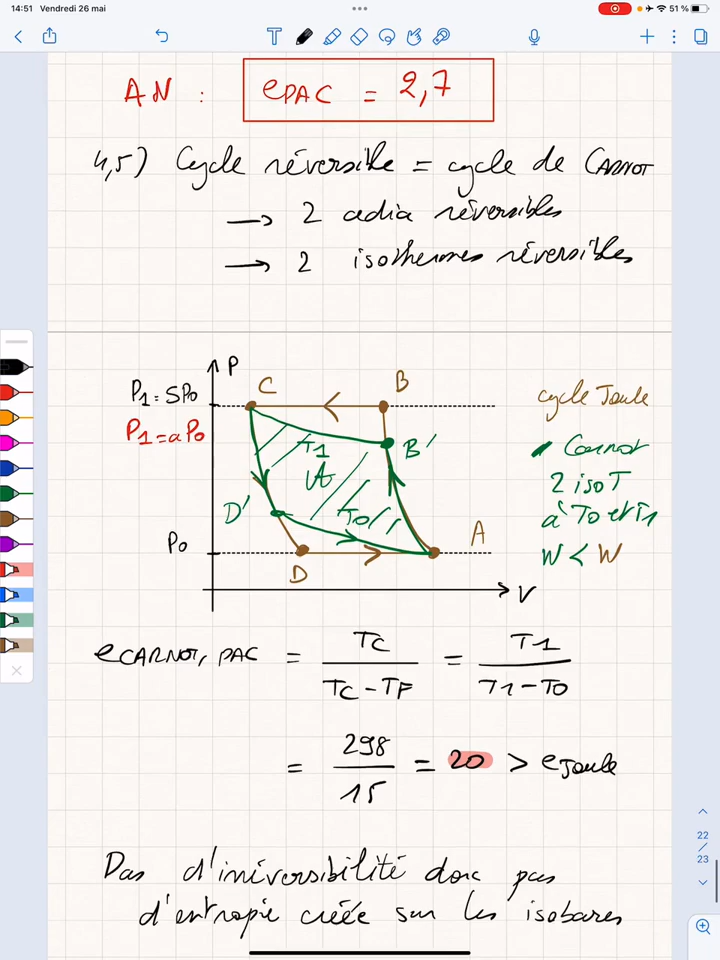 14:51 Vendredi 26 mai
51 %
AN : ePAC = 2,7
4,5) Cycle réversible = cycle de CARNOT
→ 2 adia réversibles
→ 2 isothermes réversibles
P
P1 = 5P0
P1 = aP0
C
B
cycle Joule
T1
B'
Carnot
2 isoT
à T0 et T1
W < W
D'
T0
P0
A
D
V
eCARNOT, PAC = TC / TC - TF = T1 / T1 - T0
= 298 / 15 = 20 > eJoule
Pas d'irréversibilité donc pas
d'entropie créée sur les isobares
22
/
23